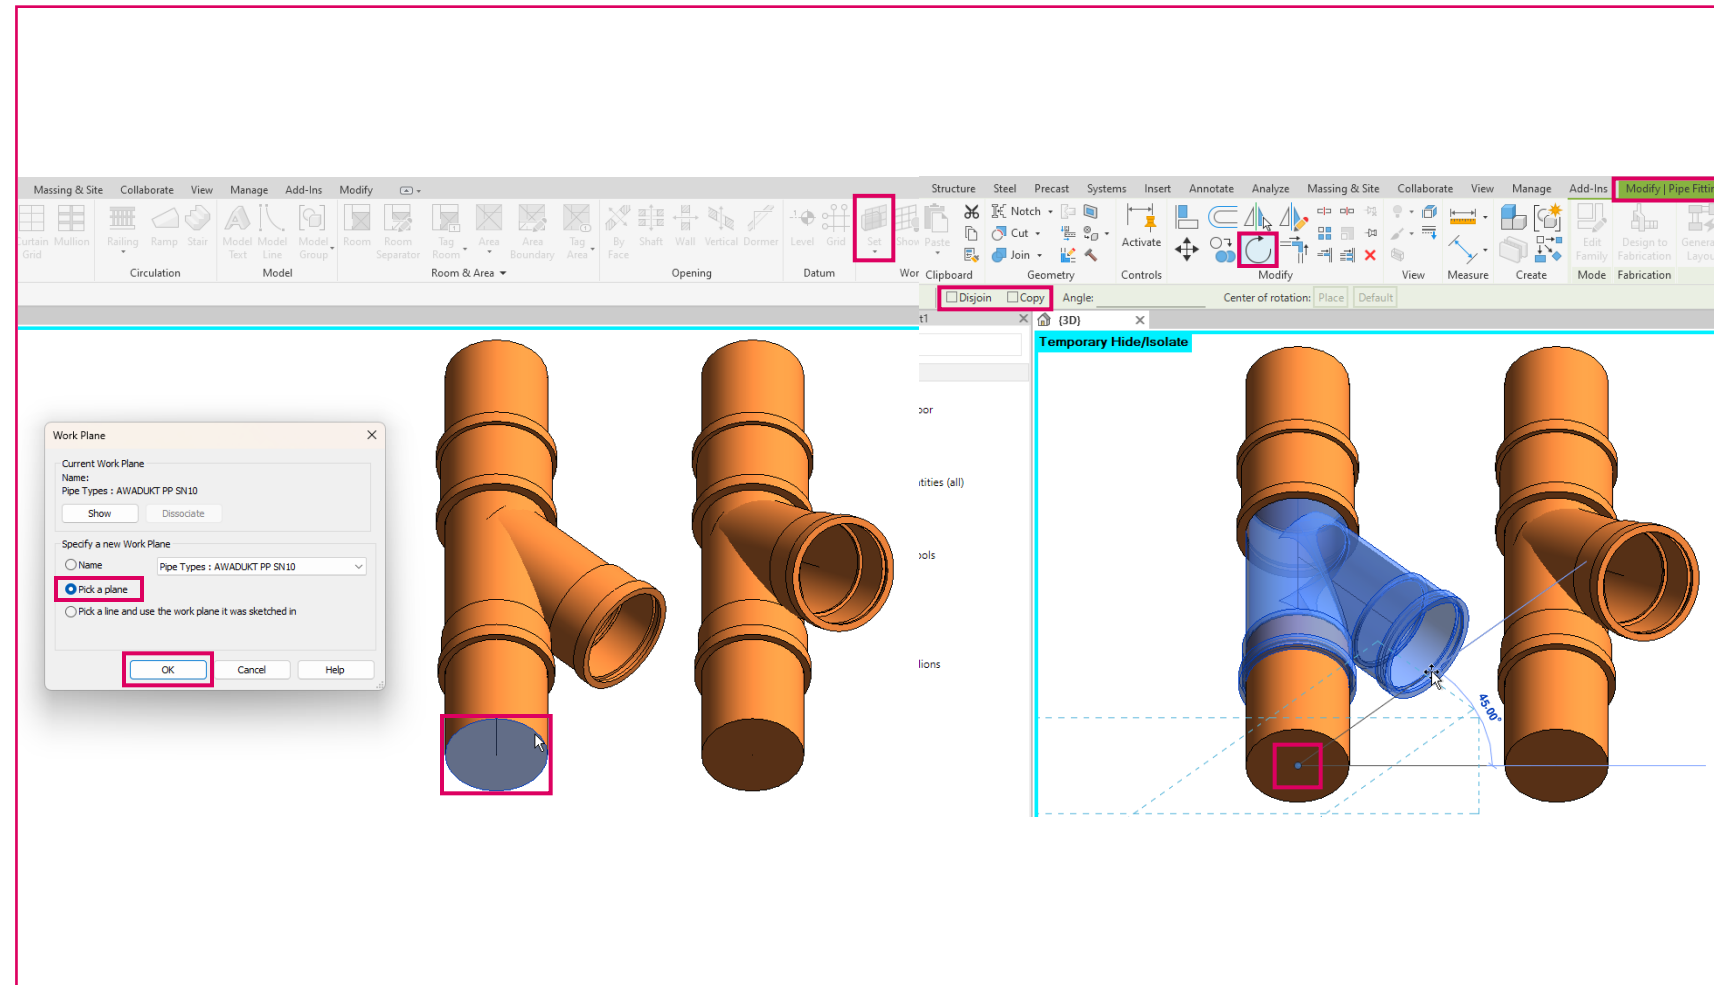 Massing & Site Collaborate View Manage Add-Ins Modify
Mullion Railing Ramp Stair Model Model Model Room Room Tag Area Area Tag By Shaft Wall Vertical Dormer Level Grid Set Show
Grid Text Line Group Separator Room Boundary Area Face
Circulation Model Room & Area Opening Datum
Work Plane
Current Work Plane
Name:
Pipe Types : AWADUKT PP SN10
Show Dissociate
Specify a new Work Plane
Name Pipe Types : AWADUKT PP SN10
Pick a plane
Pick a line and use the work plane it was sketched in
OK Cancel Help
Structure Steel Precast Systems Insert Annotate Analyze Massing & Site Collaborate View Manage Add-Ins Modify | Pipe Fittin
Notch
Paste Cut Activate Edit Design to Genera
Join Family Fabrication Layou
Clipboard Geometry Controls Modify View Measure Create Mode Fabrication
Disjoin Copy Angle: Center of rotation: Place Default
{3D}
Temporary Hide/Isolate
oor
ntities (all)
ools
llions
45.00°